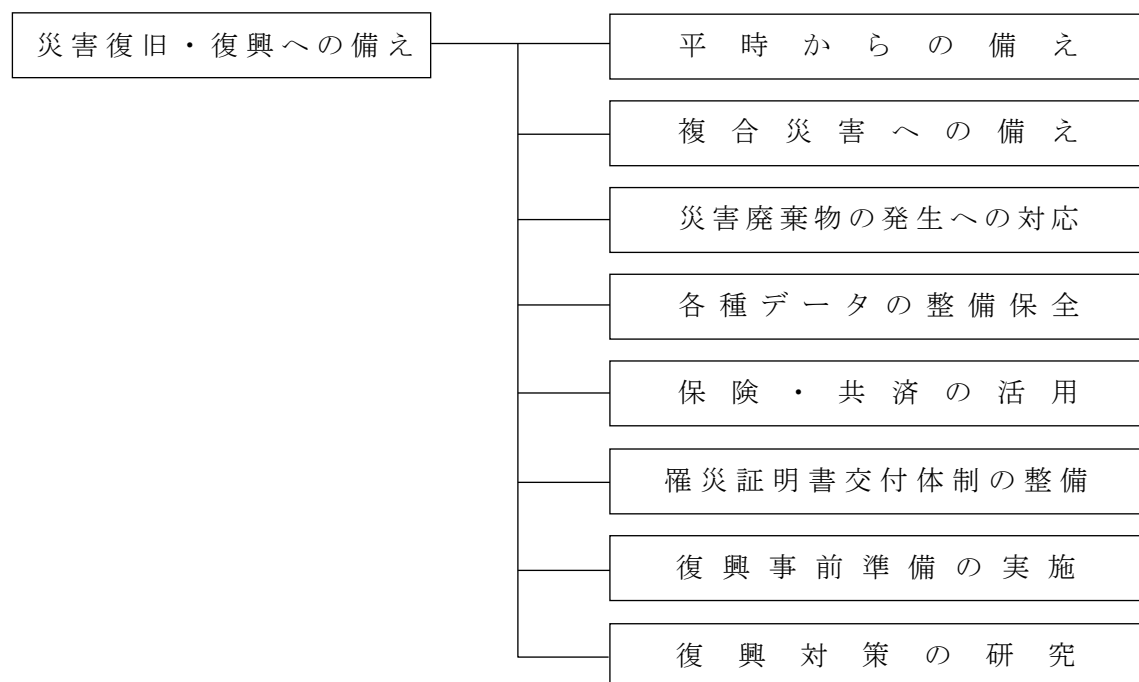 災害復旧・復興への備え
平時からの備え
複合災害への備え
災害廃棄物の発生への対応
各種データの整備保全
保険・共済の活用
罹災証明書交付体制の整備
復興事前準備の実施
復興対策の研究